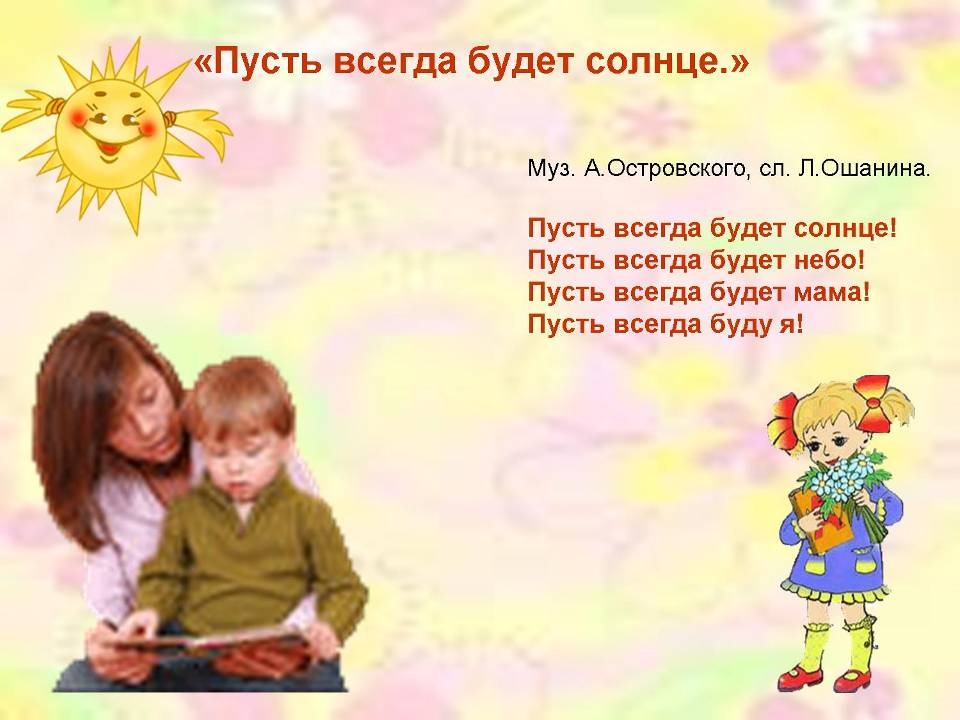 «Пусть всегда будет солнце.»
Муз. А.Островского, сл. Л.Ошанина.
Пусть всегда будет солнце!
Пусть всегда будет небо!
Пусть всегда будет мама!
Пусть всегда буду я!